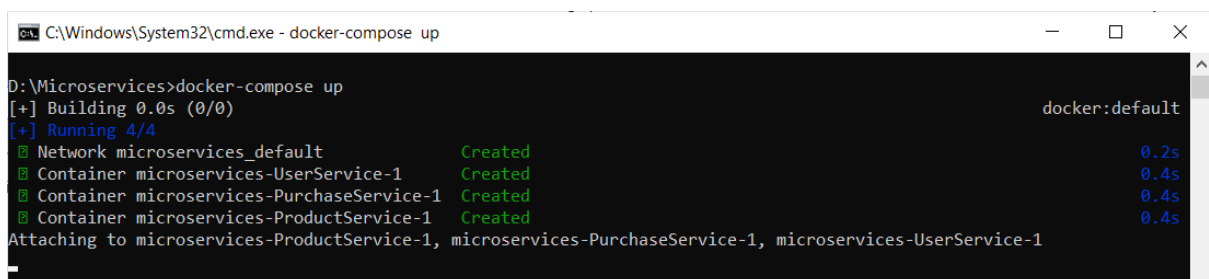 C:\Windows\System32\cmd.exe - docker-compose up
D:\Microservices>docker-compose up
[+] Building 0.0s (0/0) docker:default
[+] Running 4/4
Network microservices_default Created 0.2s
Container microservices-UserService-1 Created 0.4s
Container microservices-PurchaseService-1 Created 0.4s
Container microservices-ProductService-1 Created 0.4s
Attaching to microservices-ProductService-1, microservices-PurchaseService-1, microservices-UserService-1